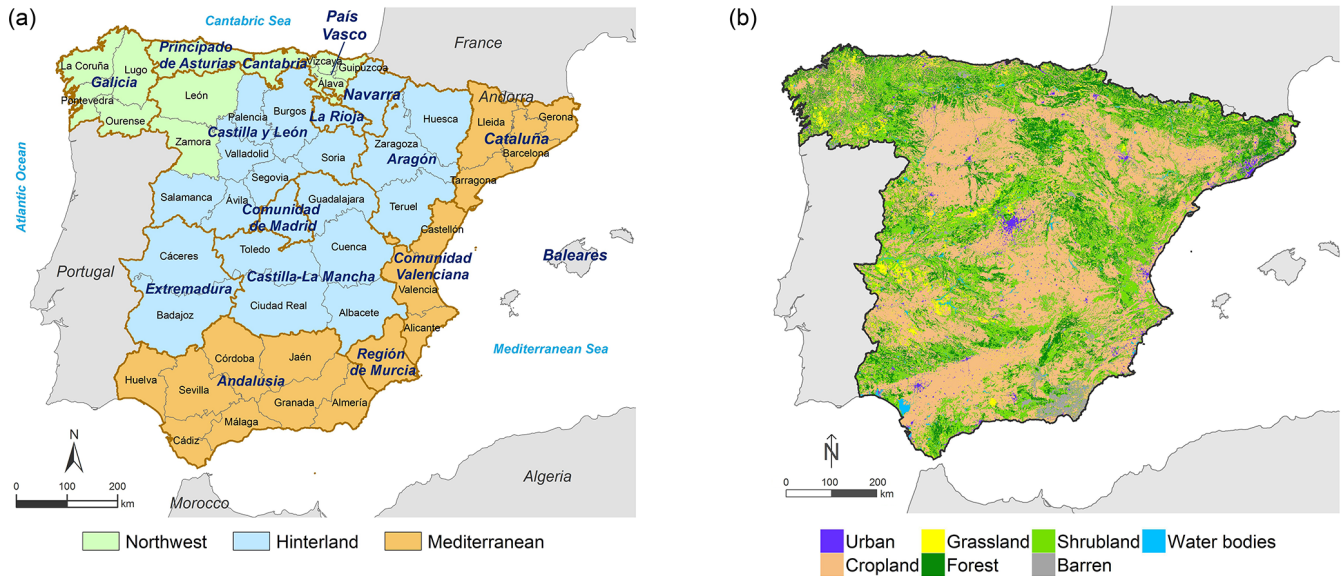 (a)
Cantabric Sea
País
Vasco
France
Principado
de Asturias
Cantabria
Vizcaya
Guipuzcoa
La Coruña
Lugo
Galicia
León
Álava
Navarra
Andorra
Pontevedra
Ourense
Palencia
Burgos
La Rioja
Huesca
Lleida
Gerona
Zamora
Castilla y León
Zaragoza
Cataluña
Valladolid
Soria
Aragón
Barcelona
Segovia
Tarragona
Atlantic Ocean
Salamanca
Ávila
Guadalajara
Comunidad
de Madrid
Teruel
Castellón
Toledo
Cuenca
Cáceres
Comunidad
Valenciana
Baleares
Portugal
Castilla-La Mancha
Extremadura
Valencia
Badajoz
Ciudad Real
Albacete
Alicante
Mediterranean Sea
Córdoba
Jaén
Región
de Murcia
Huelva
Sevilla
Andalusia
Granada
Almería
Málaga
Cádiz
N
0 100 200
km
Morocco
Algeria
Northwest
Hinterland
Mediterranean
(b)
N
0 100 200
km
Urban
Grassland
Shrubland
Water bodies
Cropland
Forest
Barren